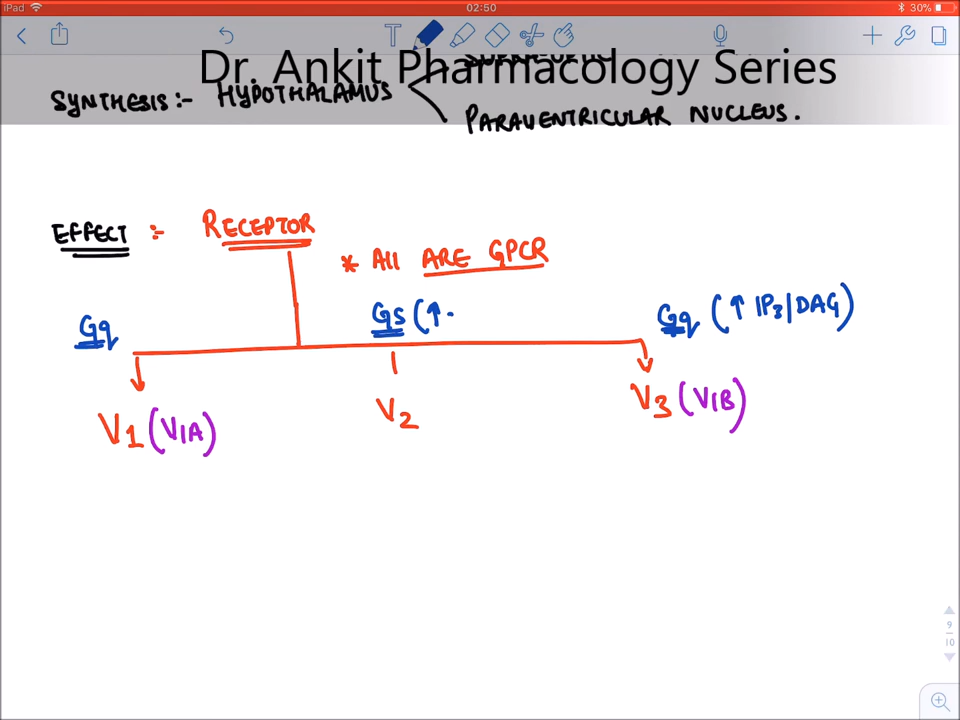 iPad 02:50 30%
Dr. Ankit Pharmacology Series
SYNTHESIS:- HYPOTHALAMUS
PARAVENTRICULAR NUCLEUS.
EFFECT :- RECEPTOR
* All ARE GPCR
Gq Gs (↑ Gq (↑ IP3/DAG)
V1 (V1A) V2 V3 (V1B)
9
10